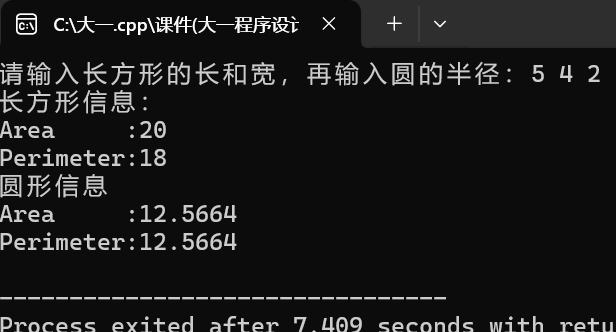 C:\大一.cpp\课件(大一程序设计
请输入长方形的长和宽，再输入圆的半径：5 4 2
长方形信息：
Area     :20
Perimeter:18
圆形信息
Area     :12.5664
Perimeter:12.5664
--------------------------------
Process exited after 7.409 seconds with retu